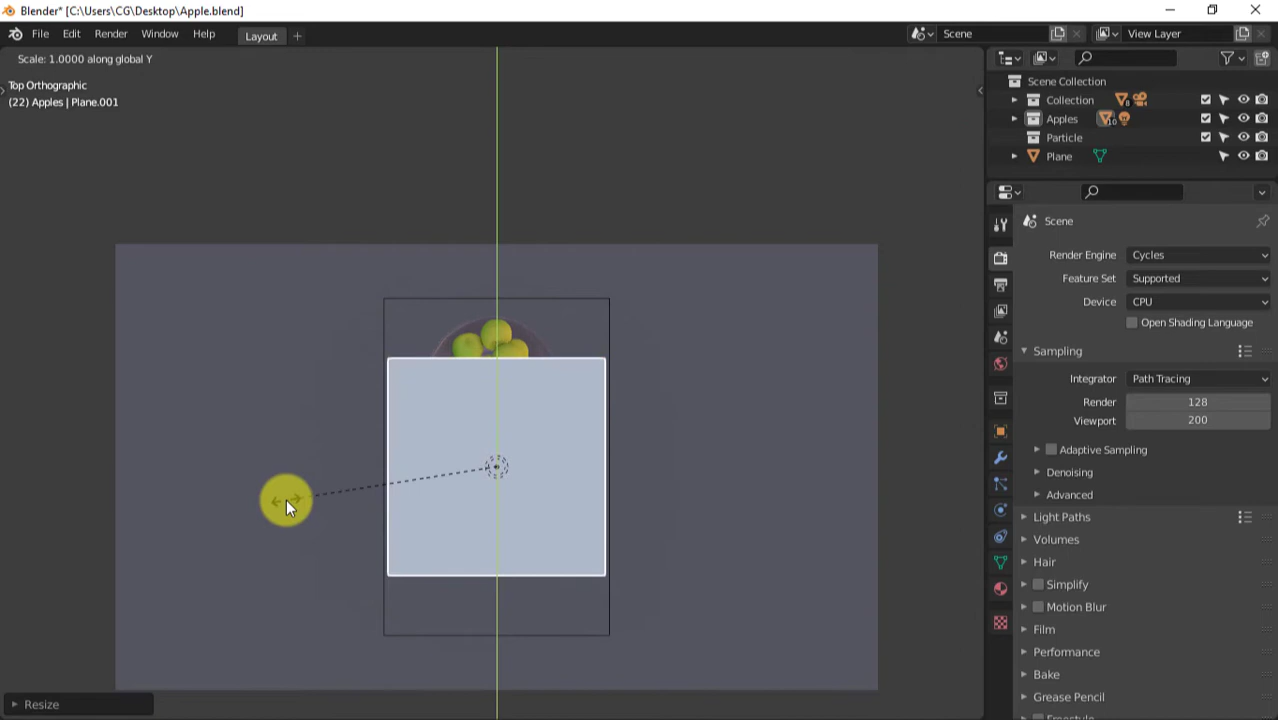 Blender* [C:\Users\CG\Desktop\Apple.blend]
File Edit Render Window Help Layout Scene View Layer
Scale: 1.0000 along global Y
Top Orthographic
(22) Apples | Plane.001
Resize
Scene Collection
Collection 8
Apples 10
Particle
Plane
Scene
Render Engine Cycles
Feature Set Supported
Device CPU
Open Shading Language
Sampling
Integrator Path Tracing
Render 128
Viewport 200
Adaptive Sampling
Denoising
Advanced
Light Paths
Volumes
Hair
Simplify
Motion Blur
Film
Performance
Bake
Grease Pencil
Freestyle